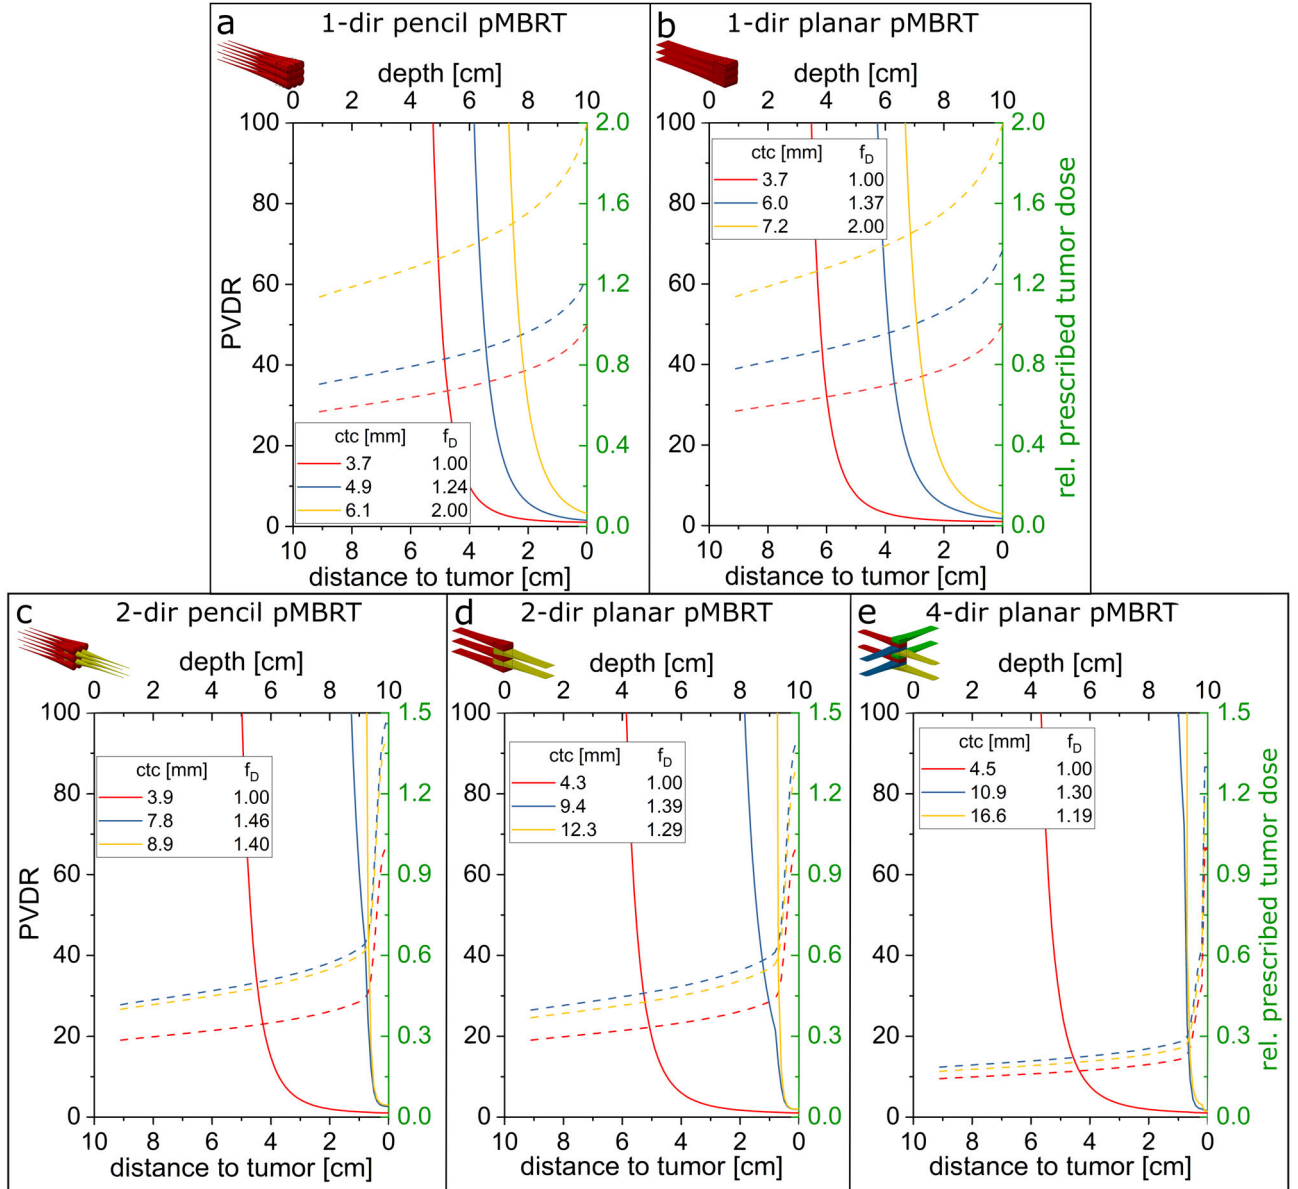 a 1-dir pencil pMBRT
depth [cm]
0 2 4 6 8 10
100
80
60
40
20
0
PVDR
2.0
1.6
1.2
0.8
0.4
0.0
ctc [mm] f_D
3.7 1.00
4.9 1.24
6.1 2.00
10 8 6 4 2 0
distance to tumor [cm]
b 1-dir planar pMBRT
depth [cm]
0 2 4 6 8 10
100
80
60
40
20
0
2.0
1.6
1.2
0.8
0.4
0.0
rel. prescribed tumor dose
ctc [mm] f_D
3.7 1.00
6.0 1.37
7.2 2.00
10 8 6 4 2 0
distance to tumor [cm]
c 2-dir pencil pMBRT
depth [cm]
0 2 4 6 8 10
100
80
60
40
20
0
PVDR
1.5
1.2
0.9
0.6
0.3
0.0
ctc [mm] f_D
3.9 1.00
7.8 1.46
8.9 1.40
10 8 6 4 2 0
distance to tumor [cm]
d 2-dir planar pMBRT
depth [cm]
0 2 4 6 8 10
100
80
60
40
20
0
1.5
1.2
0.9
0.6
0.3
0.0
ctc [mm] f_D
4.3 1.00
9.4 1.39
12.3 1.29
10 8 6 4 2 0
distance to tumor [cm]
e 4-dir planar pMBRT
depth [cm]
0 2 4 6 8 10
100
80
60
40
20
0
1.5
1.2
0.9
0.6
0.3
0.0
rel. prescribed tumor dose
ctc [mm] f_D
4.5 1.00
10.9 1.30
16.6 1.19
10 8 6 4 2 0
distance to tumor [cm]